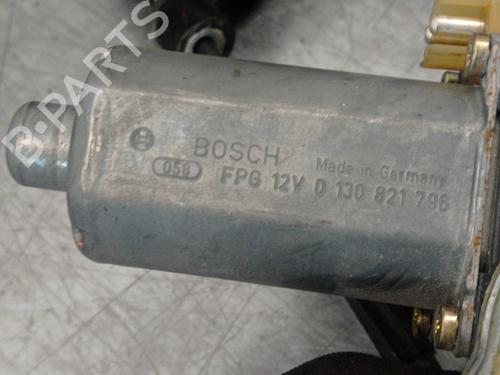 B-PARTS
BOSCH Made in Germany
058 FPG 12V 0 130 821 796